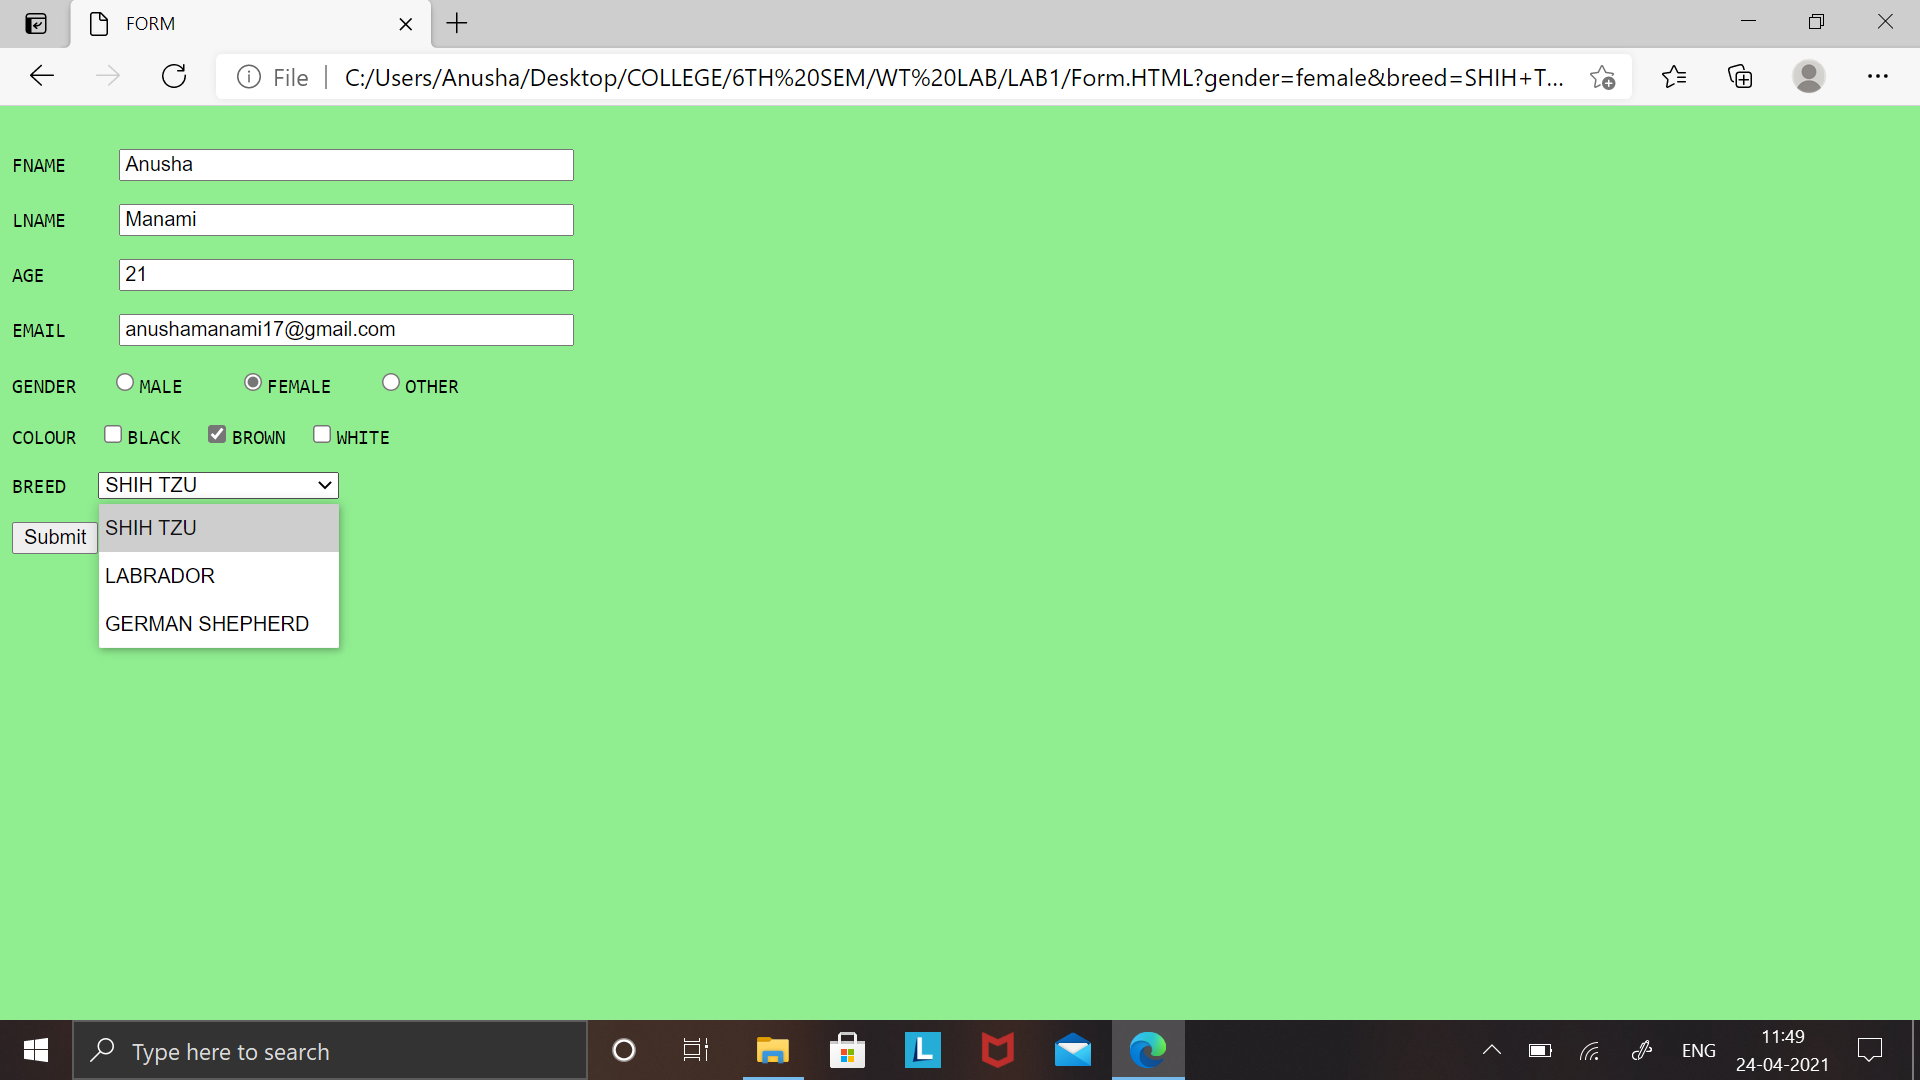 FORM
File
C:/Users/Anusha/Desktop/COLLEGE/6TH%20SEM/WT%20LAB/LAB1/Form.HTML?gender=female&breed=SHIH+T...
FNAME Anusha
LNAME Manami
AGE 21
EMAIL anushamanami17@gmail.com
GENDER MALE FEMALE OTHER
COLOUR BLACK BROWN WHITE
BREED SHIH TZU
SHIH TZU
Submit
LABRADOR
GERMAN SHEPHERD
Type here to search
L
ENG
11:49
24-04-2021